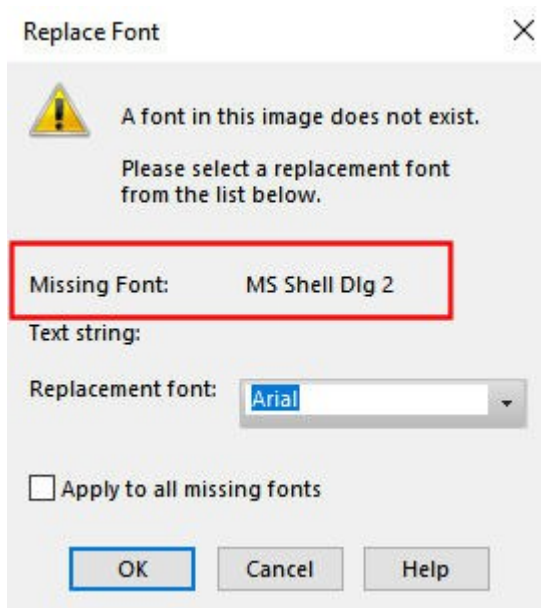 Replace Font
A font in this image does not exist.
Please select a replacement font
from the list below.
Missing Font: MS Shell Dlg 2
Text string:
Replacement font: Arial
Apply to all missing fonts
OK Cancel Help